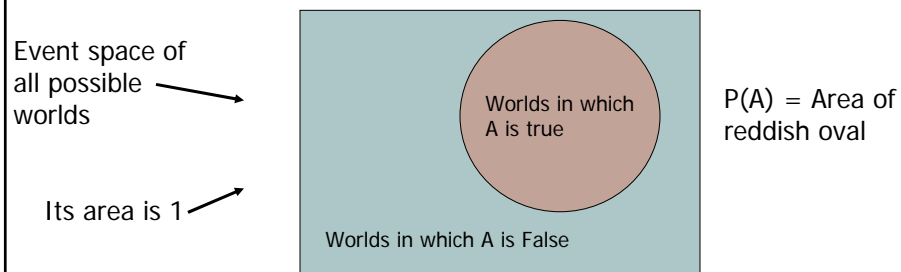 Event space of
all possible
worlds
Its area is 1
Worlds in which
A is true
Worlds in which A is False
P(A) = Area of
reddish oval